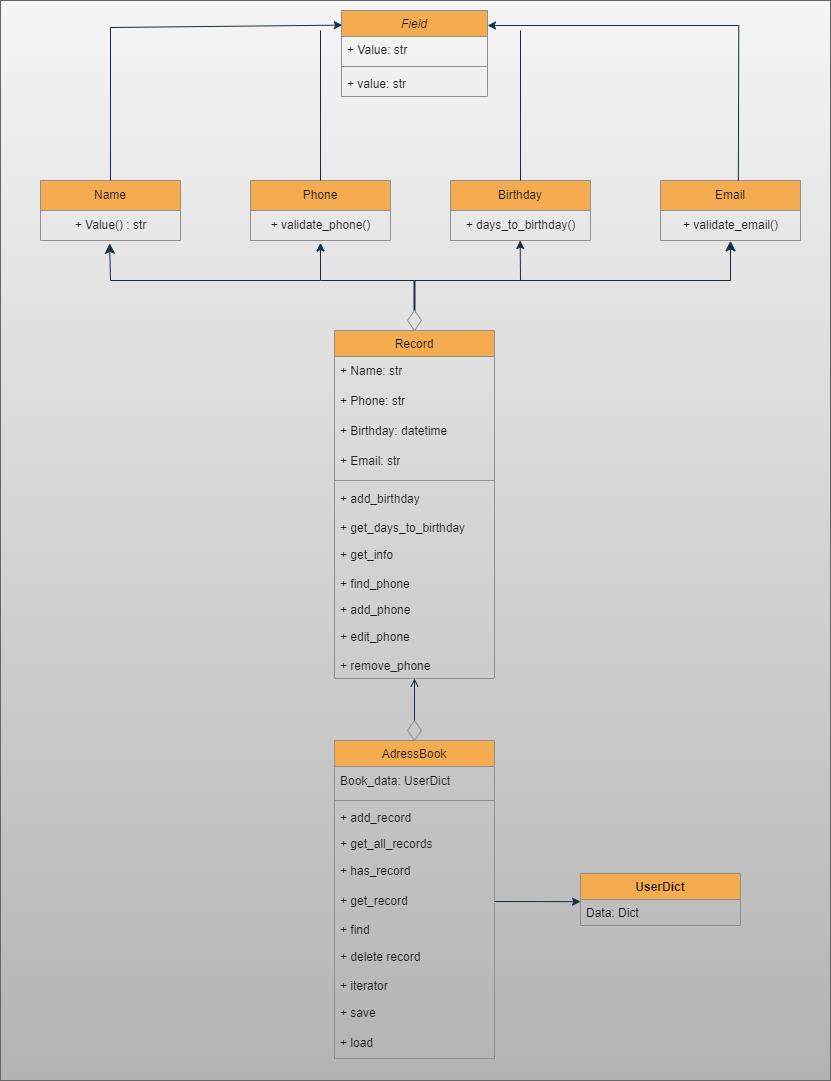 Field
+ Value: str
+ value: str
Name
+ Value() : str
Phone
+ validate_phone()
Birthday
+ days_to_birthday()
Email
+ validate_email()
Record
+ Name: str
+ Phone: str
+ Birthday: datetime
+ Email: str
+ add_birthday
+ get_days_to_birthday
+ get_info
+ find_phone
+ add_phone
+ edit_phone
+ remove_phone
AdressBook
Book_data: UserDict
+ add_record
+ get_all_records
+ has_record
+ get_record
+ find
+ delete record
+ iterator
+ save
+ load
UserDict
Data: Dict